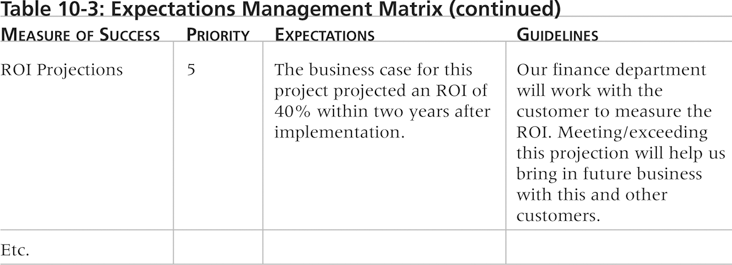 Table 10-3: Expectations Management Matrix (continued)
MEASURE OF SUCCESS PRIORITY EXPECTATIONS GUIDELINES
ROI Projections 5 The business case for this Our finance department
project projected an ROI of will work with the
40% within two years after customer to measure the
implementation. ROI. Meeting/exceeding
this projection will help us
bring in future business
with this and other
customers.
Etc.